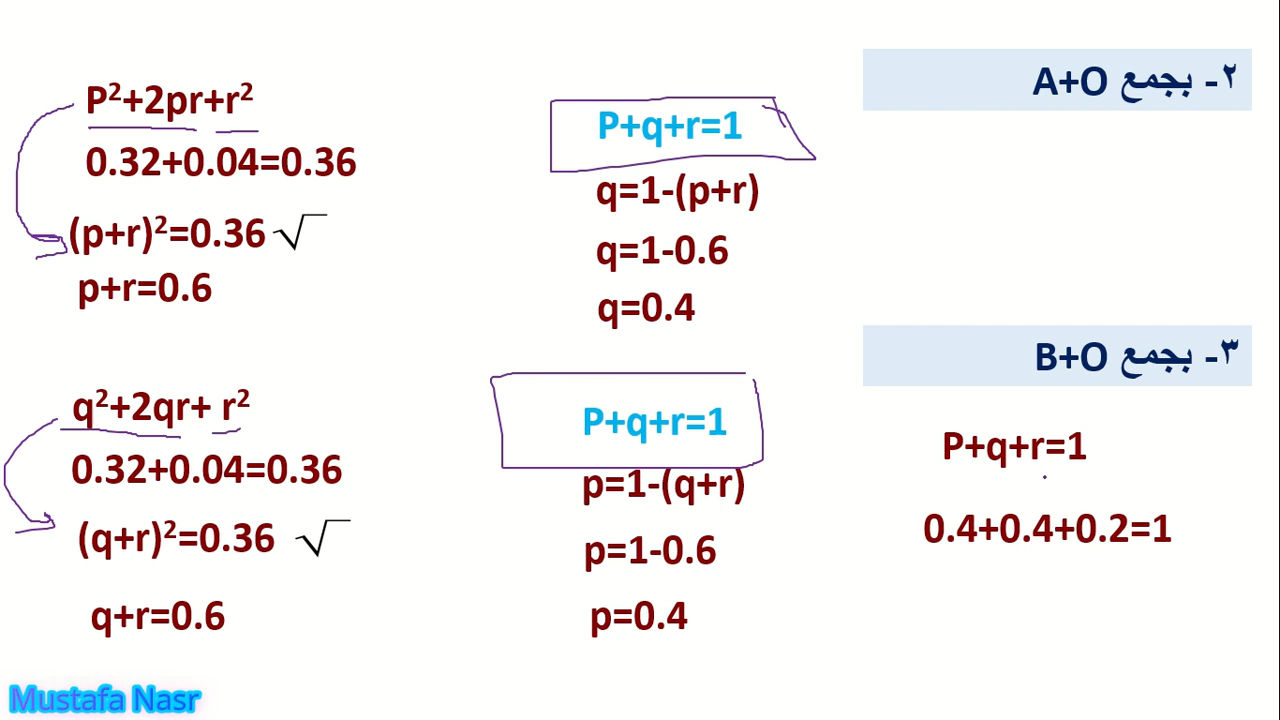 ٢- بجمع A+O
P²+2pr+r²
0.32+0.04=0.36
(p+r)²=0.36 √
p+r=0.6
P+q+r=1
q=1-(p+r)
q=1-0.6
q=0.4
٣- بجمع B+O
q²+2qr+ r²
0.32+0.04=0.36
(q+r)²=0.36 √
q+r=0.6
P+q+r=1
p=1-(q+r)
p=1-0.6
p=0.4
P+q+r=1
0.4+0.4+0.2=1
Mustafa Nasr